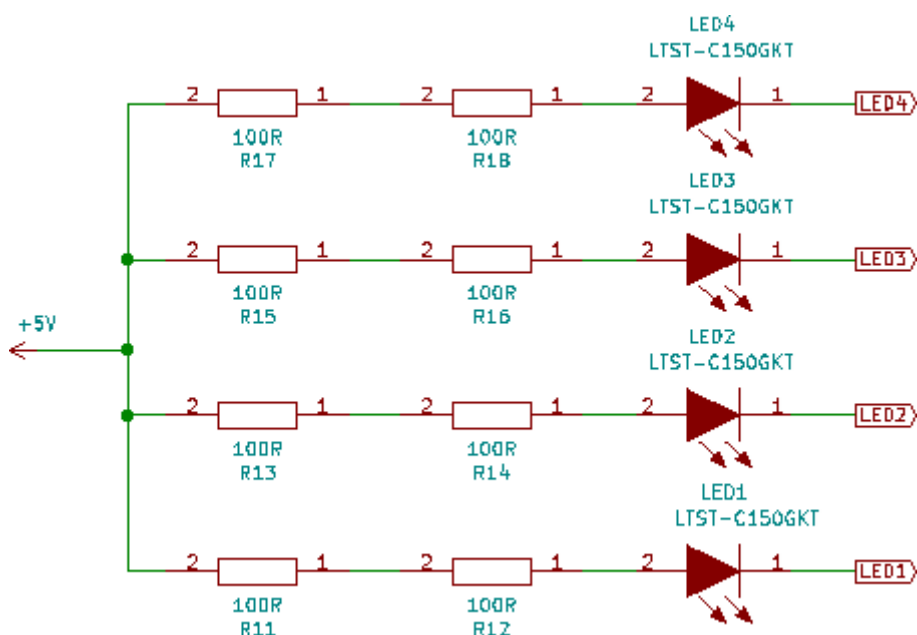 LED4
LTST-C150GKT
2 1 2 1 2 1 LED4
100R 100R
R17 R18
LED3
LTST-C150GKT
2 1 2 1 2 1 LED3
100R 100R
R15 R16
+5V
LED2
LTST-C150GKT
2 1 2 1 2 1 LED2
100R 100R
R13 R14
LED1
LTST-C150GKT
2 1 2 1 2 1 LED1
100R 100R
R11 R12